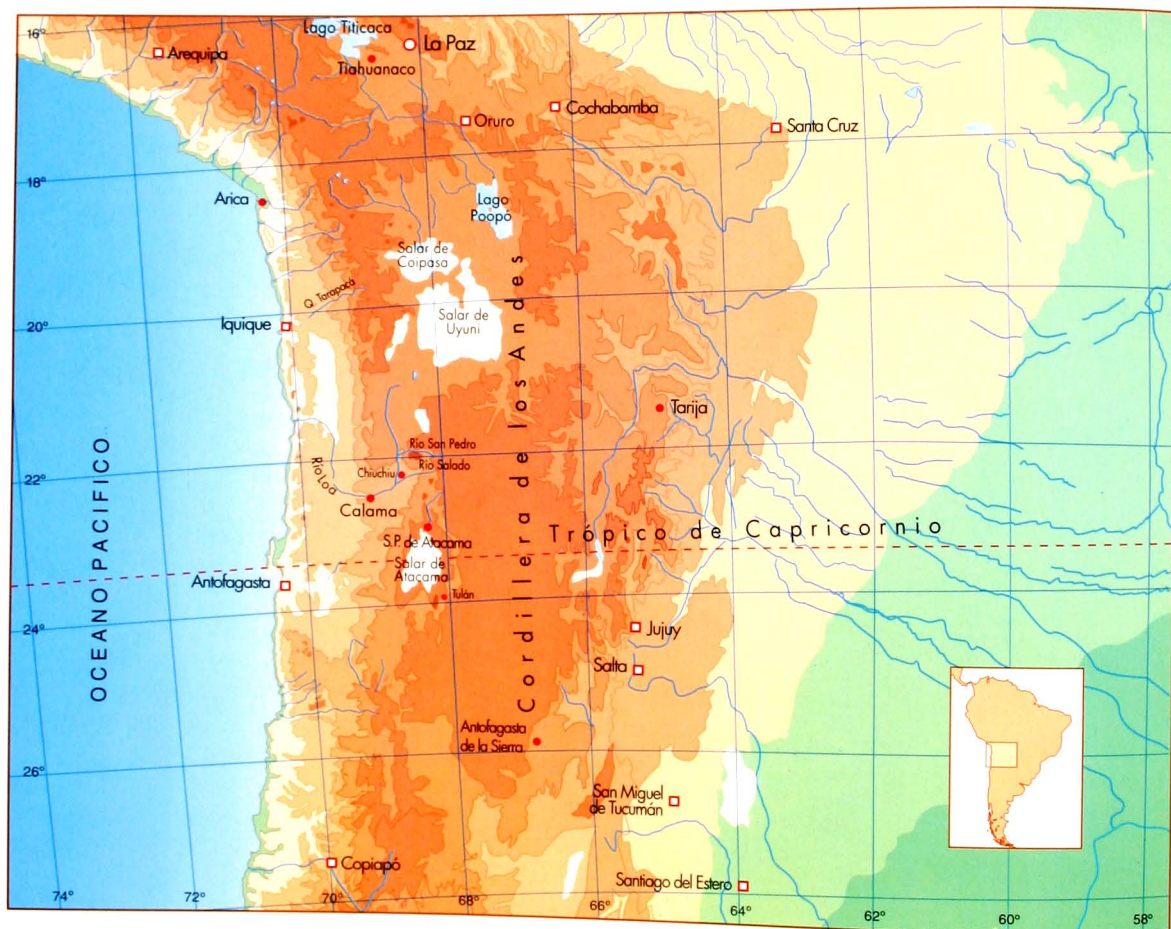 Lago Titicaca
La Paz
16°
Arequipa
Tiahuanaco
Oruro
Cochabamba
Santa Cruz
18°
Arica
Lago
Poopó
Salar de
Coipasa
Q. Tarapacá
Salar de
Uyuni
20°
Iquique
Cordillera de los Andes
Tarija
Río San Pedro
Río Loa
Chiuchiu
Río Salado
22°
Calama
OCEANO PACIFICO
Trópico de Capricornio
S.P. de Atacama
Salar de
Atacama
Antofagasta
Tulán
24°
Jujuy
Salta
Antofagasta
de la Sierra
26°
San Miguel
de Tucumán
Copiapó
Santiago del Estero
74°
72°
70°
68°
66°
64°
62°
60°
58°